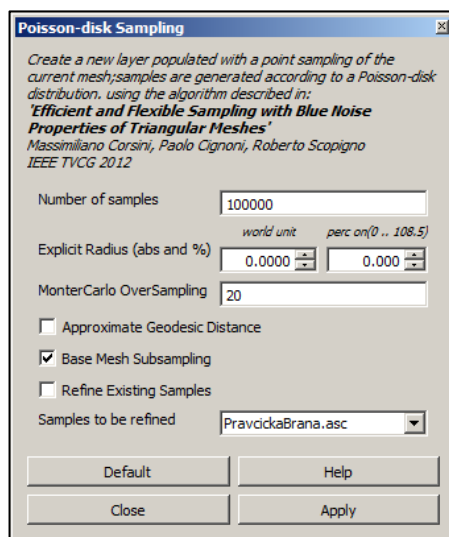 Poisson-disk Sampling
Create a new layer populated with a point sampling of the
current mesh;samples are generated according to a Poisson-disk
distribution. using the algorithm described in:
'Efficient and Flexible Sampling with Blue Noise
Properties of Triangular Meshes'
Massimiliano Corsini, Paolo Cignoni, Roberto Scopigno
IEEE TVCG 2012
Number of samples 100000
world unit perc on(0 .. 108.5)
Explicit Radius (abs and %) 0.0000 0.000
MonterCarlo OverSampling 20
Approximate Geodesic Distance
Base Mesh Subsampling
Refine Existing Samples
Samples to be refined PravcickaBrana.asc
Default Help
Close Apply